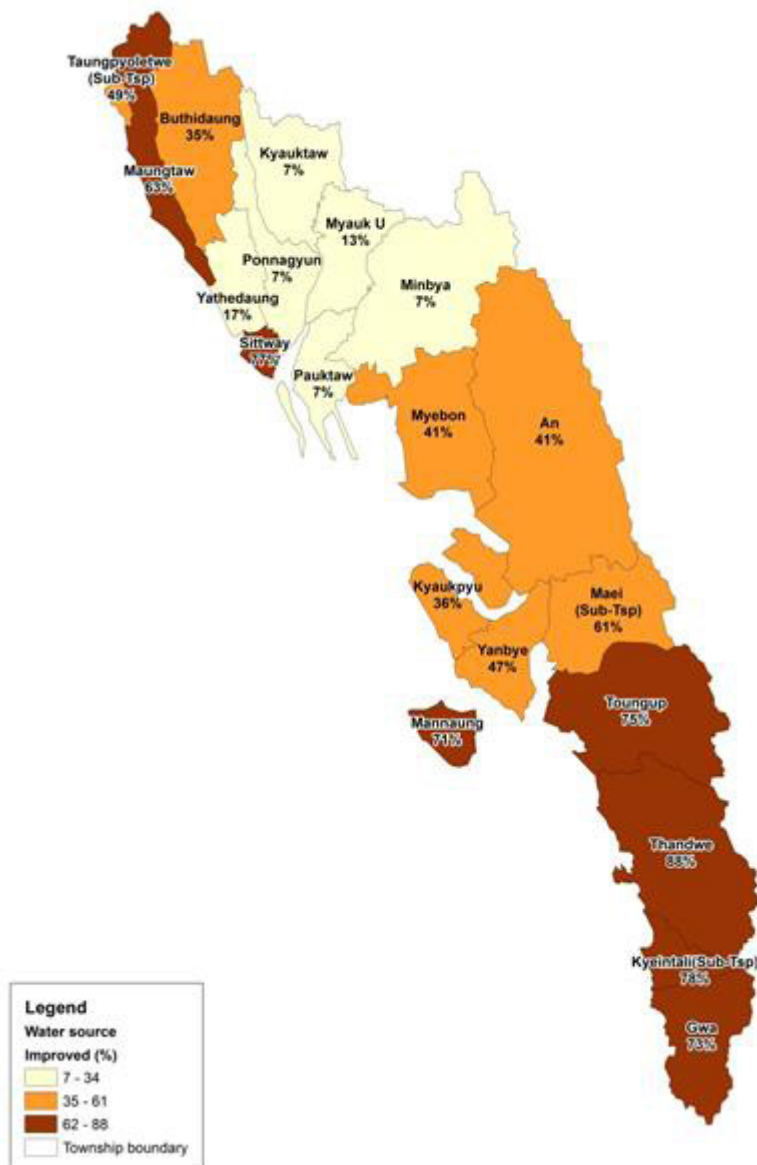 Taungpyoletwe
(Sub-Tsp)
49%
Buthidaung
35%
Maungtaw
63%
Kyauktaw
7%
Myauk U
13%
Ponnagyun
7%
Minbya
7%
Yathedaung
17%
Sittway
77%
Pauktaw
7%
Myebon
41%
An
41%
Kyaukpyu
36%
Maei
(Sub-Tsp)
61%
Yanbye
47%
Toungup
75%
Mannaung
71%
Thandwe
88%
Kyeintali(Sub-Tsp)
78%
Gwa
73%
Legend
Water source
Improved (%)
7 - 34
35 - 61
62 - 88
Township boundary